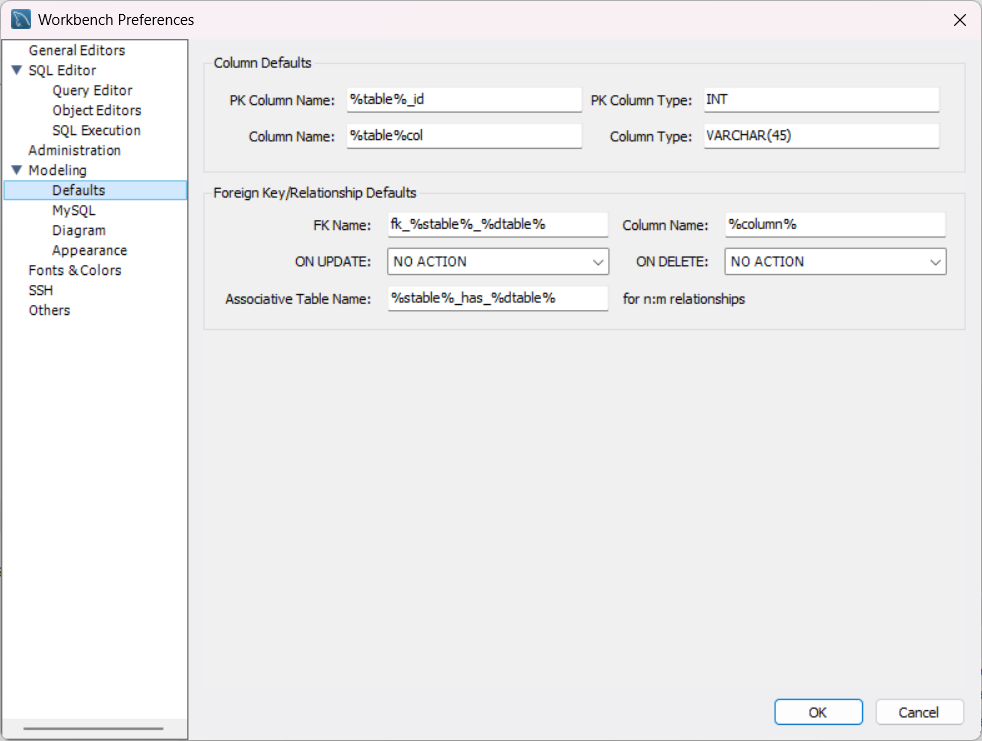 Workbench Preferences
General Editors
SQL Editor
Query Editor
Object Editors
SQL Execution
Administration
Modeling
Defaults
MySQL
Diagram
Appearance
Fonts & Colors
SSH
Others
Column Defaults
PK Column Name: %table%_id PK Column Type: INT
Column Name: %table%col Column Type: VARCHAR(45)
Foreign Key/Relationship Defaults
FK Name: fk_%stable%_%dtable% Column Name: %column%
ON UPDATE: NO ACTION ON DELETE: NO ACTION
Associative Table Name: %stable%_has_%dtable% for n:m relationships
OK Cancel